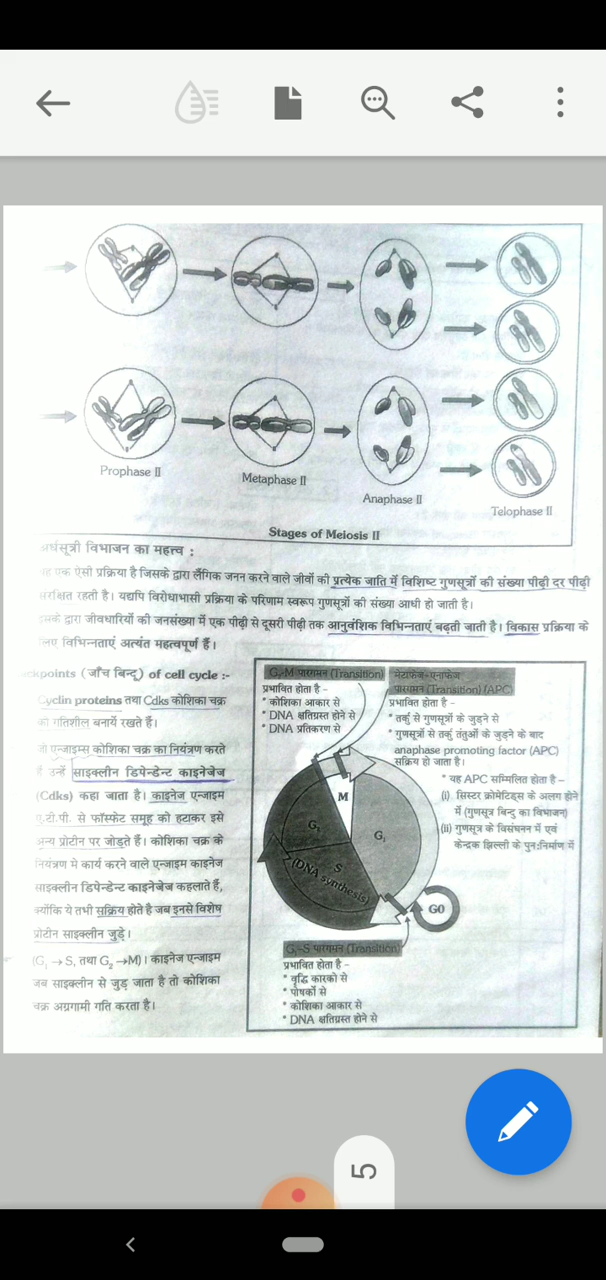 Prophase II
Metaphase II
Anaphase II
Telophase II
Stages of Meiosis II
अर्धसूत्री विभाजन का महत्त्व :
यह एक ऐसी प्रक्रिया है जिसके द्वारा लैंगिक जनन करने वाले जीवों की प्रत्येक जाति में विशिष्ट गुणसूत्रों की संख्या पीढ़ी दर पीढ़ी
संरक्षित रहती है। यद्यपि विरोधाभासी प्रक्रिया के परिणाम स्वरूप गुणसूत्रों की संख्या आधी हो जाती है।
इसके द्वारा जीवधारियों की जनसंख्या में एक पीढ़ी से दूसरी पीढ़ी तक आनुवंशिक विभिन्नताएं बढ़ती जाती है। विकास प्रक्रिया के
लिए विभिन्नताएं अत्यंत महत्वपूर्ण हैं।
ckpoints (जाँच बिन्दु) of cell cycle :-
Cyclin proteins तथा Cdks कोशिका चक्र
को गतिशील बनायें रखते हैं।
जो एन्जाइम्स कोशिका चक्र का नियंत्रण करते
हैं उन्हें साइक्लीन डिपेन्डेन्ट काइनेजेज
(Cdks) कहा जाता है। काइनेज एन्जाइम
ए.टी.पी. से फॉस्फेट समूह को हटाकर इसे
अन्य प्रोटीन पर जोड़ते हैं। कोशिका चक्र के
नियंत्रण में कार्य करने वाले एन्जाइम काइनेज
साइक्लीन डिपेन्डेन्ट काइनेजेज कहलाते हैं,
क्योंकि ये तभी सक्रिय होते है जब इनसे विशेष
प्रोटीन साइक्लीन जुड़े।
(G₁ → S, तथा G₂ →M)। काइनेज एन्जाइम
जब साइक्लीन से जुड़ जाता है तो कोशिका
चक्र अग्रगामी गति करता है।
G₂-M पारगमन (Transition)
प्रभावित होता है -
* कोशिका आकार से
* DNA क्षतिग्रस्त होने से
* DNA प्रतिकरण से
मेटाफेज-एनाफेज
पारगमन (Transition) (APC)
प्रभावित होता है -
* तर्कु से गुणसूत्रों के जुड़ने से
* गुणसूत्रों से तर्कु तंतुओं के जुड़ने के बाद
anaphase promoting factor (APC)
सक्रिय हो जाता है।
* यह APC सम्मिलित होता है –
(i) सिस्टर क्रोमेटिड्स के अलग होने
में (गुणसूत्र बिन्दु का विभाजन)
(ii) गुणसूत्र के विसंघनन में एवं
केन्द्रक झिल्ली के पुनःनिर्माण में
M
G₂
G₁
S
(DNA synthesis)
G0
G₁-S पारगमन (Transition)
प्रभावित होता है -
* वृद्धि कारकों से
* पोषकों से
* कोशिका आकार से
* DNA क्षतिग्रस्त होने से
5